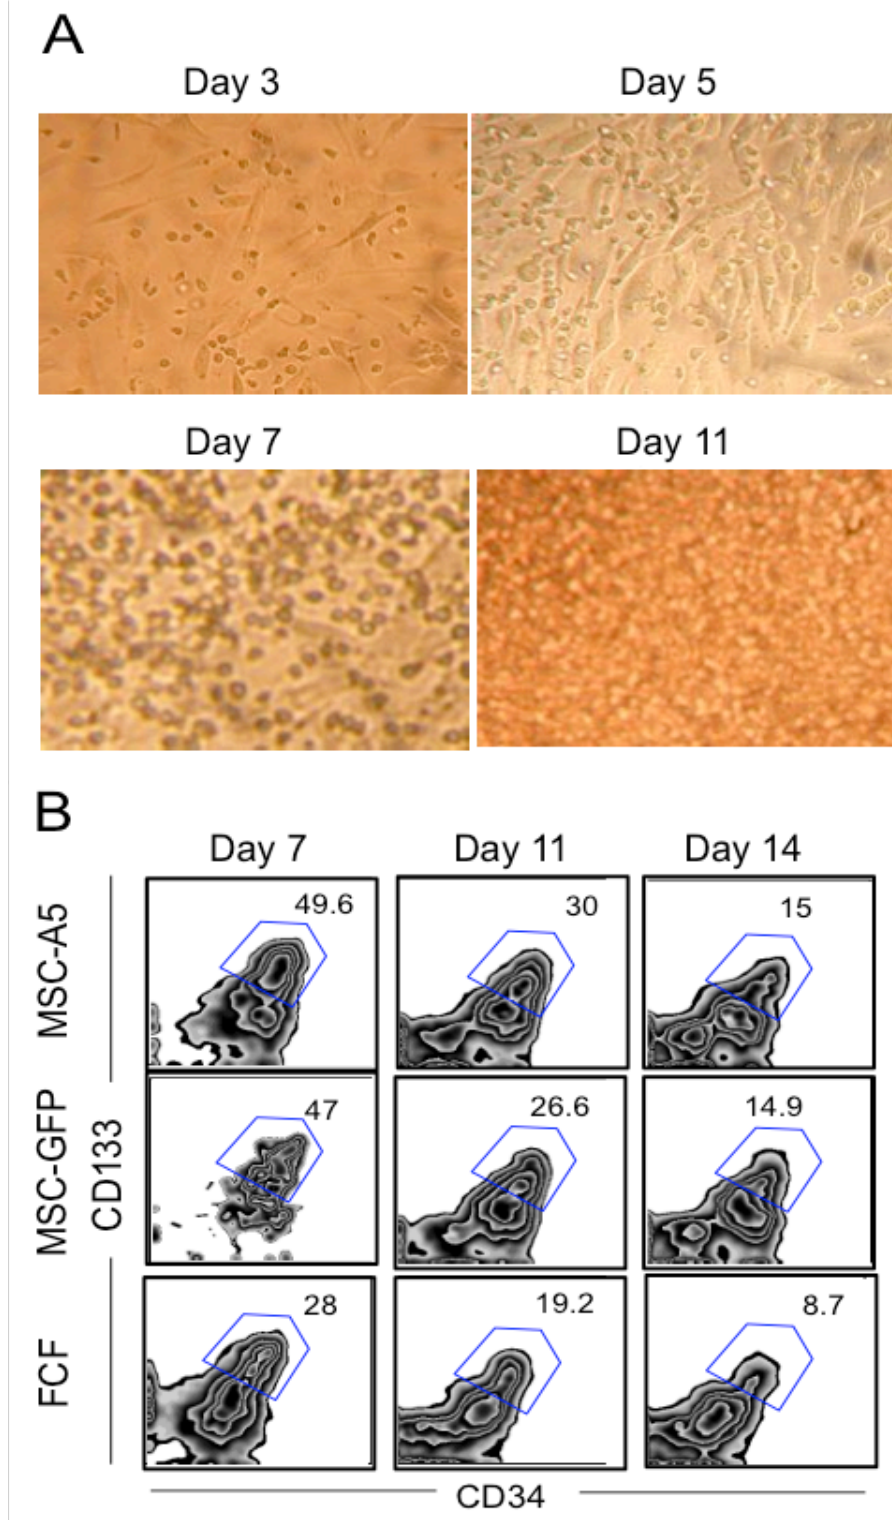 A
Day 3
Day 5
Day 7
Day 11
B
Day 7
Day 11
Day 14
MSC-A5
49.6
30
15
MSC-GFP
CD133
47
26.6
14.9
FCF
28
19.2
8.7
CD34